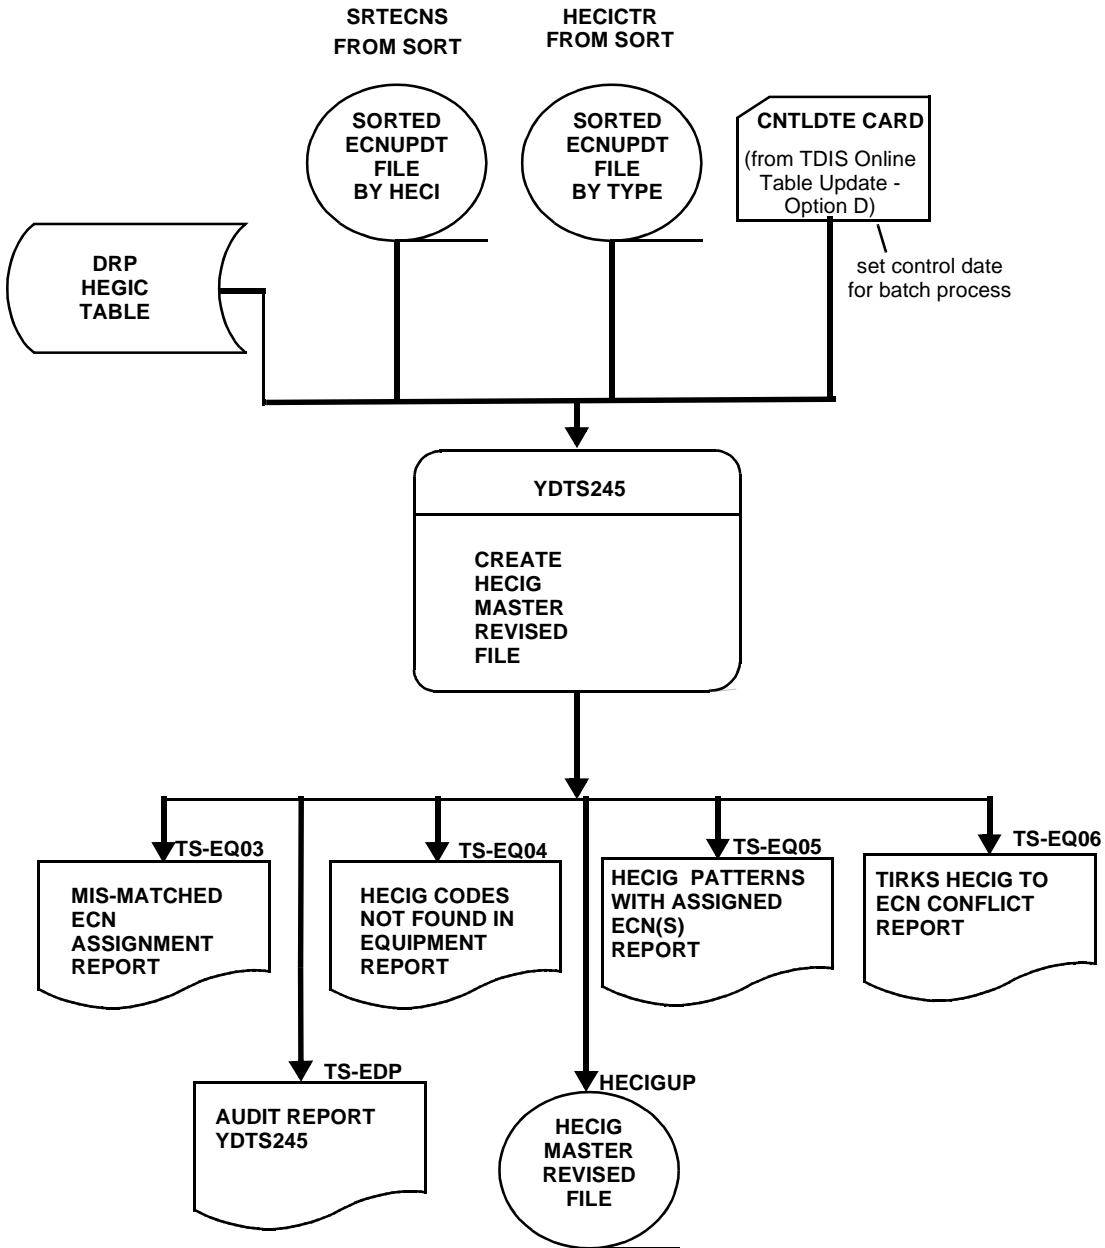 SRTECNS
FROM SORT
HECICTR
FROM SORT
SORTED
ECNUPDT
FILE
BY HECI
SORTED
ECNUPDT
FILE
BY TYPE
CNTLDTE CARD
(from TDIS Online
Table Update -
Option D)
set control date
for batch process
DRP
HEGIC
TABLE
YDTS245
CREATE
HECIG
MASTER
REVISED
FILE
TS-EQ03
MIS-MATCHED
ECN
ASSIGNMENT
REPORT
TS-EQ04
HECIG CODES
NOT FOUND IN
EQUIPMENT
REPORT
TS-EQ05
HECIG PATTERNS
WITH ASSIGNED
ECN(S)
REPORT
TS-EQ06
TIRKS HECIG TO
ECN CONFLICT
REPORT
TS-EDP
AUDIT REPORT
YDTS245
HECIGUP
HECIG
MASTER
REVISED
FILE